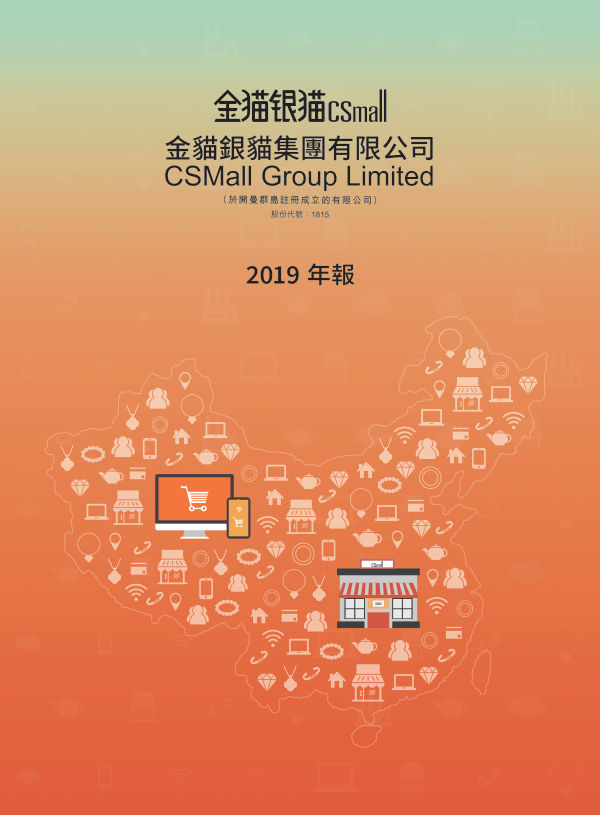 金猫银猫CSmall
金貓銀貓集團有限公司
CSMall Group Limited
（於開曼群島註冊成立的有限公司）
股份代號：1815
2019 年報
CSmall